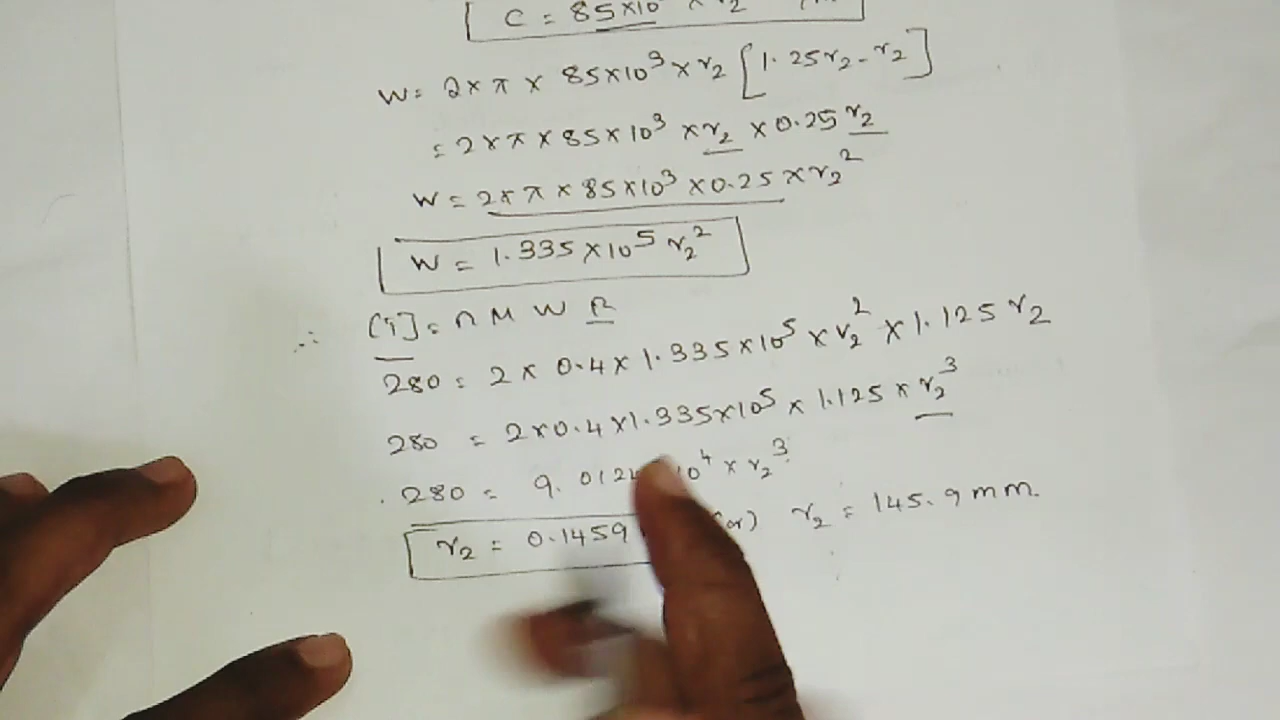 C = 85×10 × r2
W = 2 × π × 85×10³ × r2 [1.25r2 - r2]
= 2×π×85×10³ ×r2 ×0.25 r2
W = 2×π×85×10³ ×0.25 ×r2²
W = 1.335×10⁵ r2²
∴ [T] = n μ W R
280 = 2× 0.4× 1.335×10⁵ × r2² × 1.125 r2
280 = 2×0.4×1.335×10⁵ × 1.125 × r2³
280 = 9.012 10⁴ × r2³
r2 = 0.1459 (or) r2 = 145.9 mm.